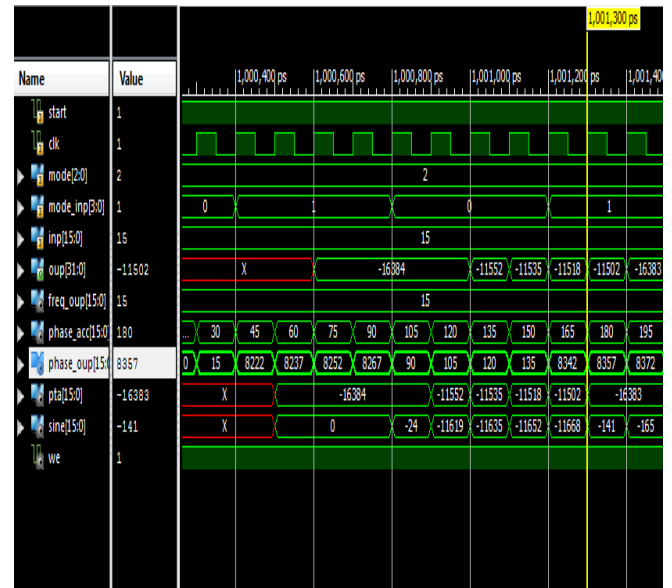 1,001,300 ps
Name Value 1,000,400 ps 1,000,600 ps 1,000,800 ps 1,001,000 ps 1,001,200 ps 1,001,40
start 1
clk 1
mode[2:0] 2 2
mode_inp[3:0] 1 0 1 0 1
inp[15:0] 15 15
oup[31:0] -11502 X -16384 -11552 -11535 -11518 -11502 -16383
freq_oup[15:0] 15 15
phase_acc[15:0] 180 ... 30 45 60 75 90 105 120 135 150 165 180 195
phase_oup[15:0 8357 0 15 8222 8237 8252 8267 90 105 120 135 8342 8357 8372
pta[15:0] -16383 X -16384 -11552 -11535 -11518 -11502 -16383
sine[15:0] -141 X 0 -24 -11619 -11635 -11652 -11668 -141 -165
we 1